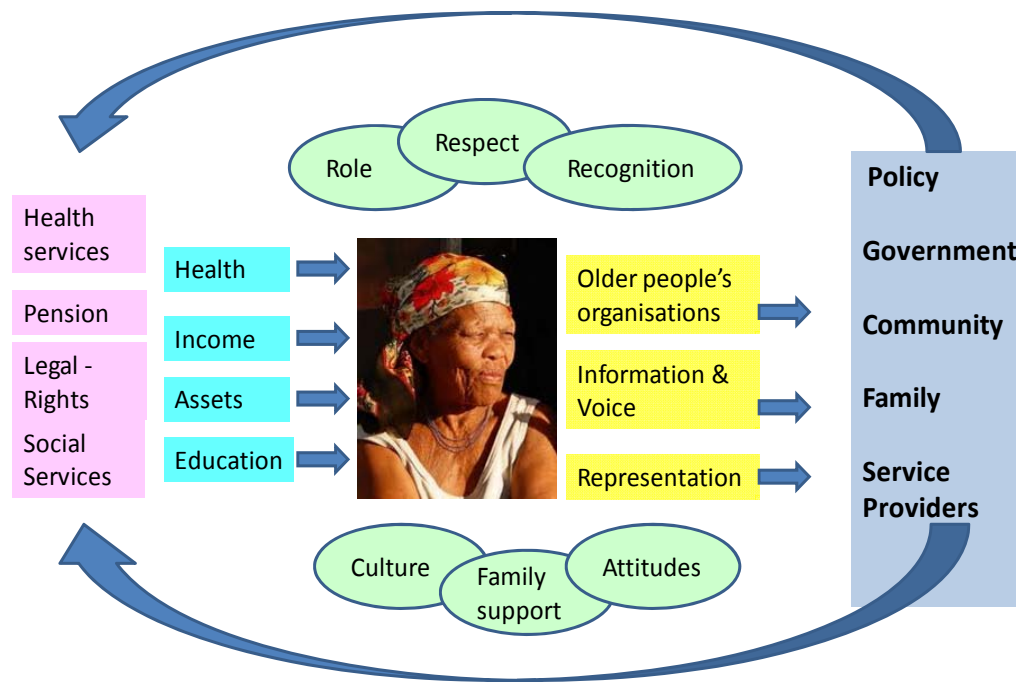 Role
Respect
Recognition
Health
services
Pension
Legal -
Rights
Social
Services
Health
Income
Assets
Education
Older people’s
organisations
Information &
Voice
Representation
Policy
Government
Community
Family
Service
Providers
Culture
Family
support
Attitudes